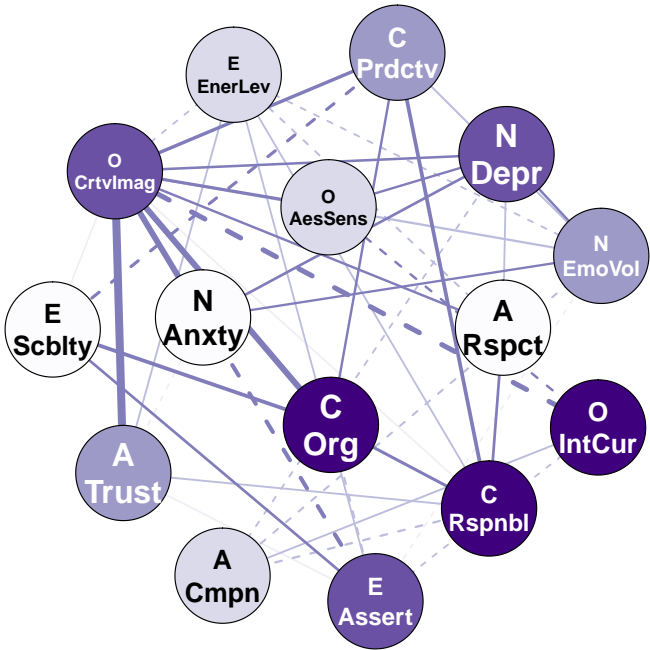 C
Prdctv
E
EnerLev
N
Depr
O
CrtvImag
O
AesSens
N
EmoVol
E
Scblty
N
Anxty
A
Rspct
C
Org
O
IntCur
A
Trust
C
Rspnbl
A
Cmpn
E
Assert